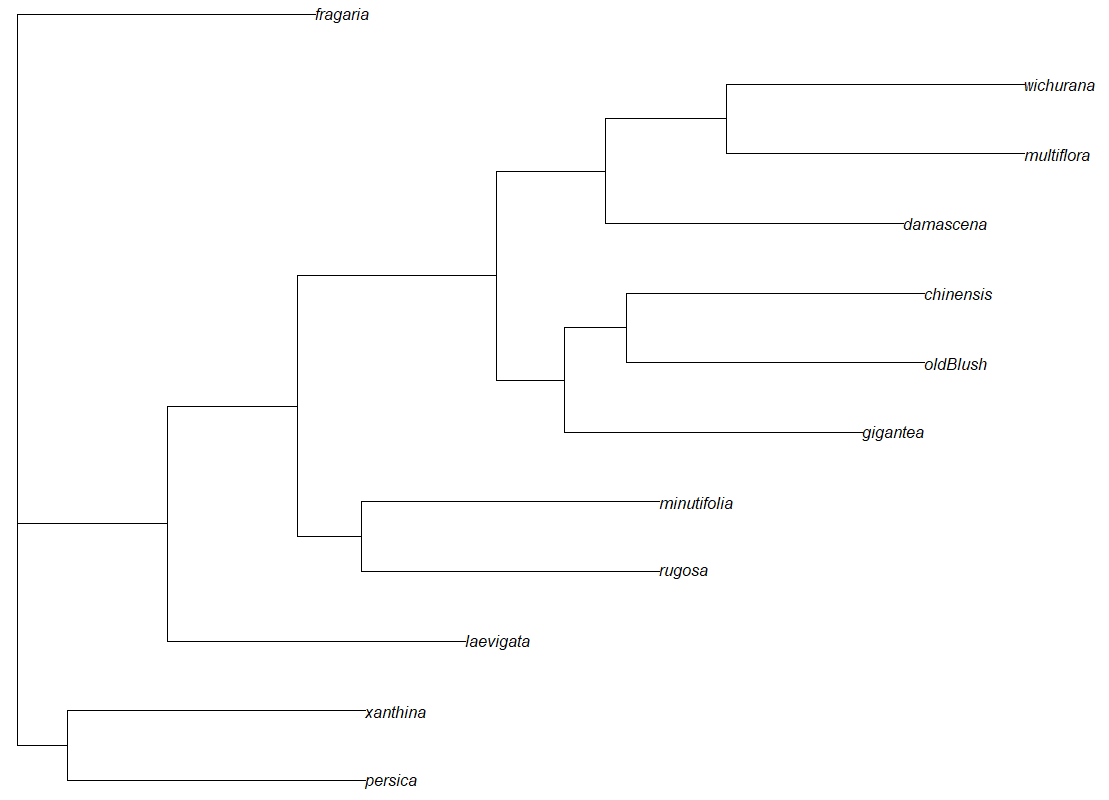 fragaria
wichurana
multiflora
damascena
chinensis
oldBlush
gigantea
minutifolia
rugosa
laevigata
xanthina
persica